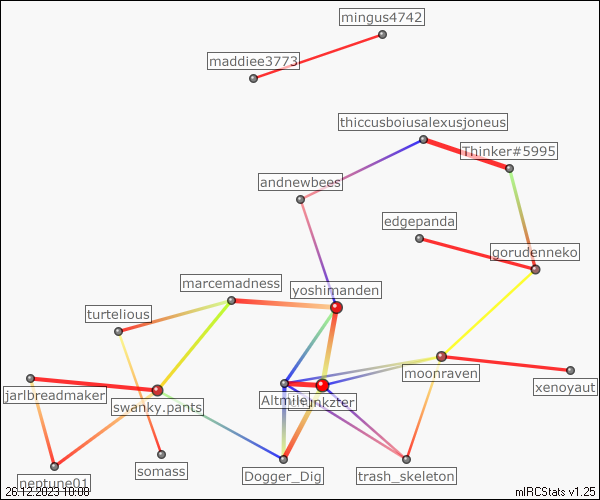 mingus4742
maddiee3773
thiccusboiusalexusjoneus
Thinker#5995
andnewbees
edgepanda
gorudenneko
marcemadness
yoshimanden
turtelious
moonraven
xenoyaut
jarlbreadmaker
Altmile
swanky.pants
somass
Dogger_Dig
trash_skeleton
neptune01
26.12.2023 10:00
mIRCStats v1.25